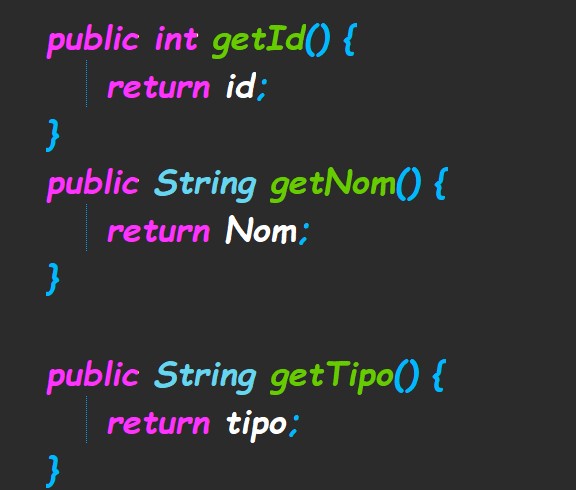 public int getId() {
return id;
}
public String getNom() {
return Nom;
}
public String getTipo() {
return tipo;
}